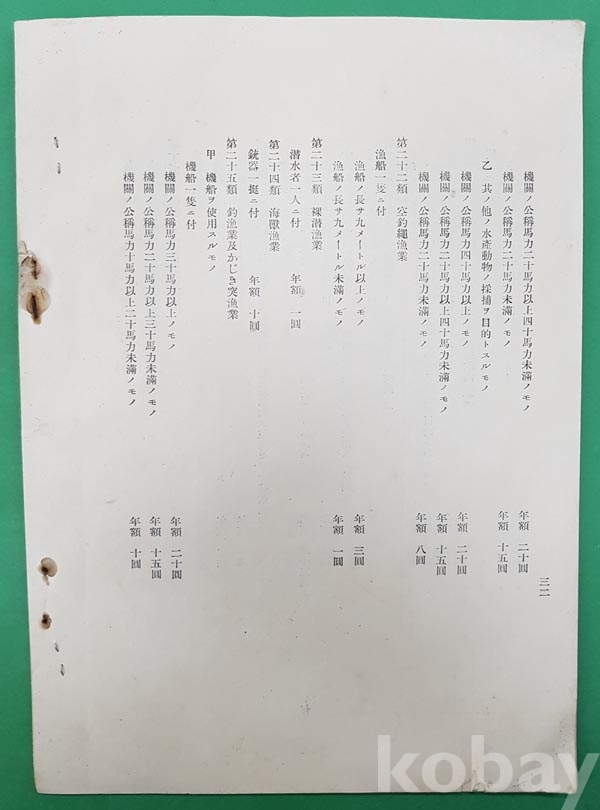 機關ノ公稱馬力二十馬力以上四十馬力未滿ノモノ 年額 二十圓
機關ノ公稱馬力二十馬力未滿ノモノ 年額 十五圓
乙 其ノ他ノ水產動物ノ採捕ヲ目的トスルモノ
機關ノ公稱馬力四十馬力以上ノモノ 年額 二十圓
機關ノ公稱馬力二十馬力以上四十馬力未滿ノモノ 年額 十五圓
機關ノ公稱馬力二十馬力未滿ノモノ 年額 八圓
第二十二類 空釣繩漁業
漁船一隻ニ付
漁船ノ長サ九メートル以上ノモノ 年額 三圓
漁船ノ長サ九メートル未滿ノモノ 年額 一圓
第二十三類 裸潜漁業
潜水者一人ニ付 年額 一圓
第二十四類 海獸漁業
銃器一挺ニ付 年額 十圓
第二十五類 釣漁業及かじき突漁業
甲 機船ヲ使用スルモノ
機船一隻ニ付
機關ノ公稱馬力三十馬力以上ノモノ 年額 二十圓
機關ノ公稱馬力二十馬力以上三十馬力未滿ノモノ 年額 十五圓
機關ノ公稱馬力十馬力以上二十馬力未滿ノモノ 年額 十圓
三二
kobay